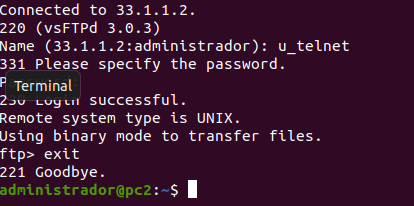 Connected to 33.1.1.2.
220 (vsFTPd 3.0.3)
Name (33.1.1.2:administrador): u_telnet
331 Please specify the password.
Terminal
230 Login successful.
Remote system type is UNIX.
Using binary mode to transfer files.
ftp> exit
221 Goodbye.
administrador@pc2:~$